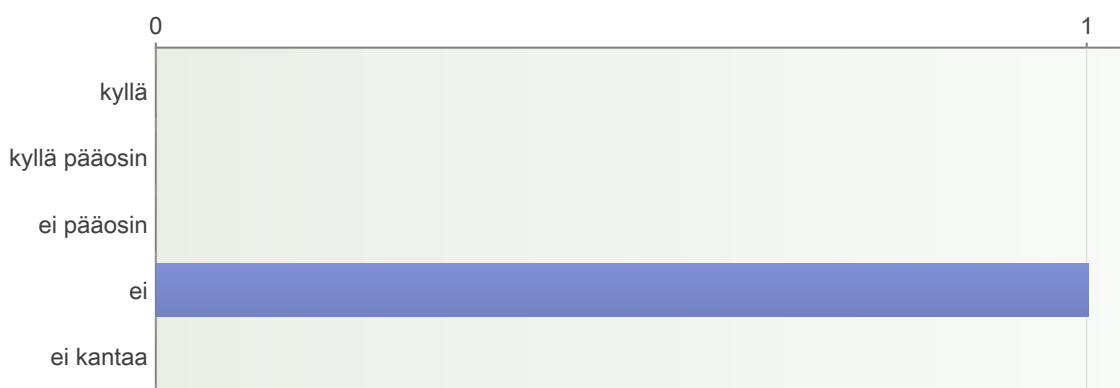 0 1
kyllä
kyllä pääosin
ei pääosin
ei
ei kantaa